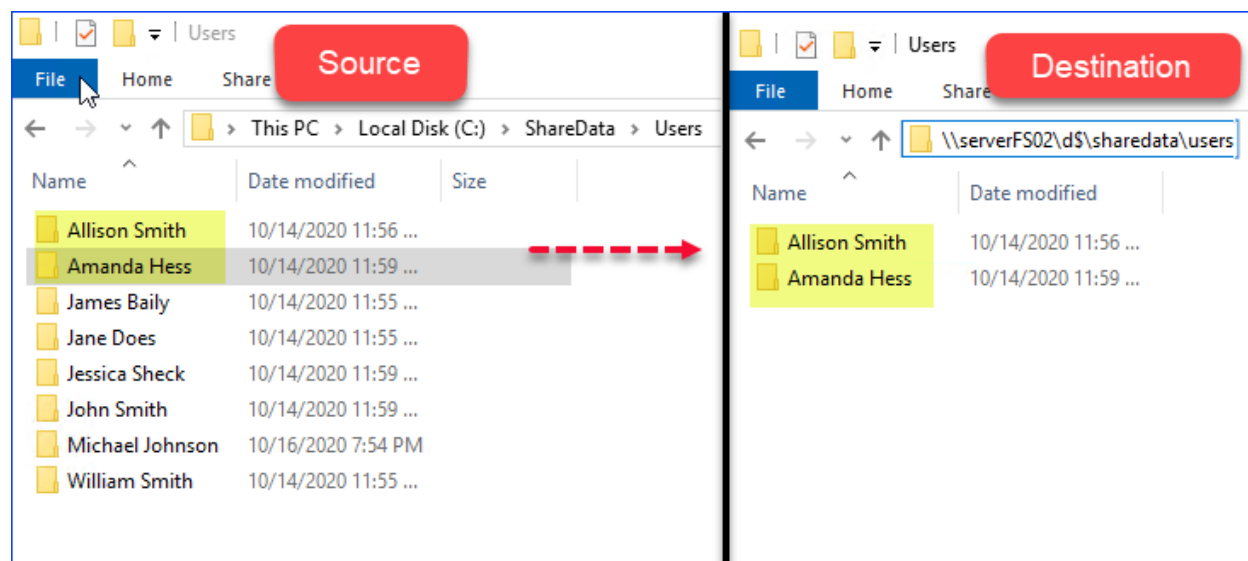 Users
Source
File Home Share
This PC > Local Disk (C:) > ShareData > Users
Name Date modified Size
Allison Smith 10/14/2020 11:56 ...
Amanda Hess 10/14/2020 11:59 ...
James Baily 10/14/2020 11:55 ...
Jane Does 10/14/2020 11:55 ...
Jessica Sheck 10/14/2020 11:59 ...
John Smith 10/14/2020 11:59 ...
Michael Johnson 10/16/2020 7:54 PM
William Smith 10/14/2020 11:55 ...
Users
Destination
File Home Share
\\serverFS02\d$\sharedata\users
Name Date modified
Allison Smith 10/14/2020 11:56 ...
Amanda Hess 10/14/2020 11:59 ...